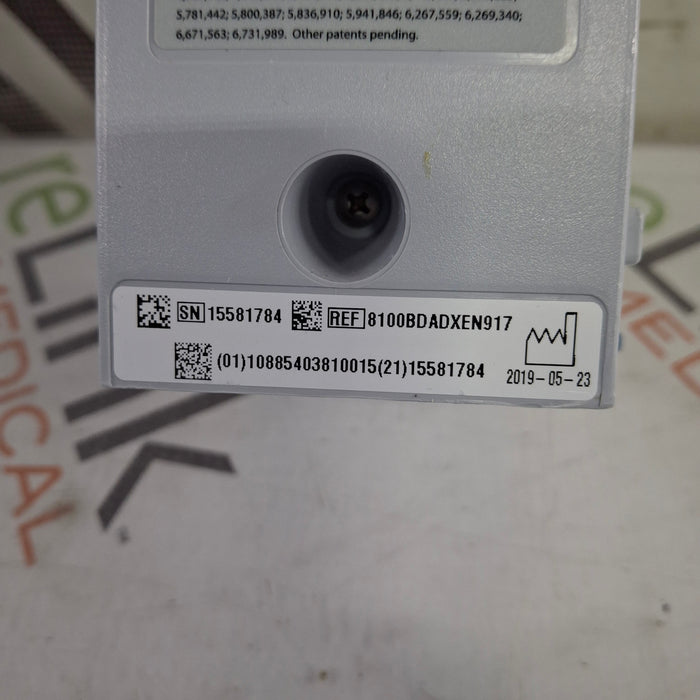 5,781,442; 5,800,387; 5,836,910; 5,941,846; 6,267,559; 6,269,340;
6,671,563; 6,731,989. Other patents pending.
SN 15581784 REF 8100BDADXEN917
(01)10885403810015(21)15581784
2019-05-23
reLINK
MEDICAL